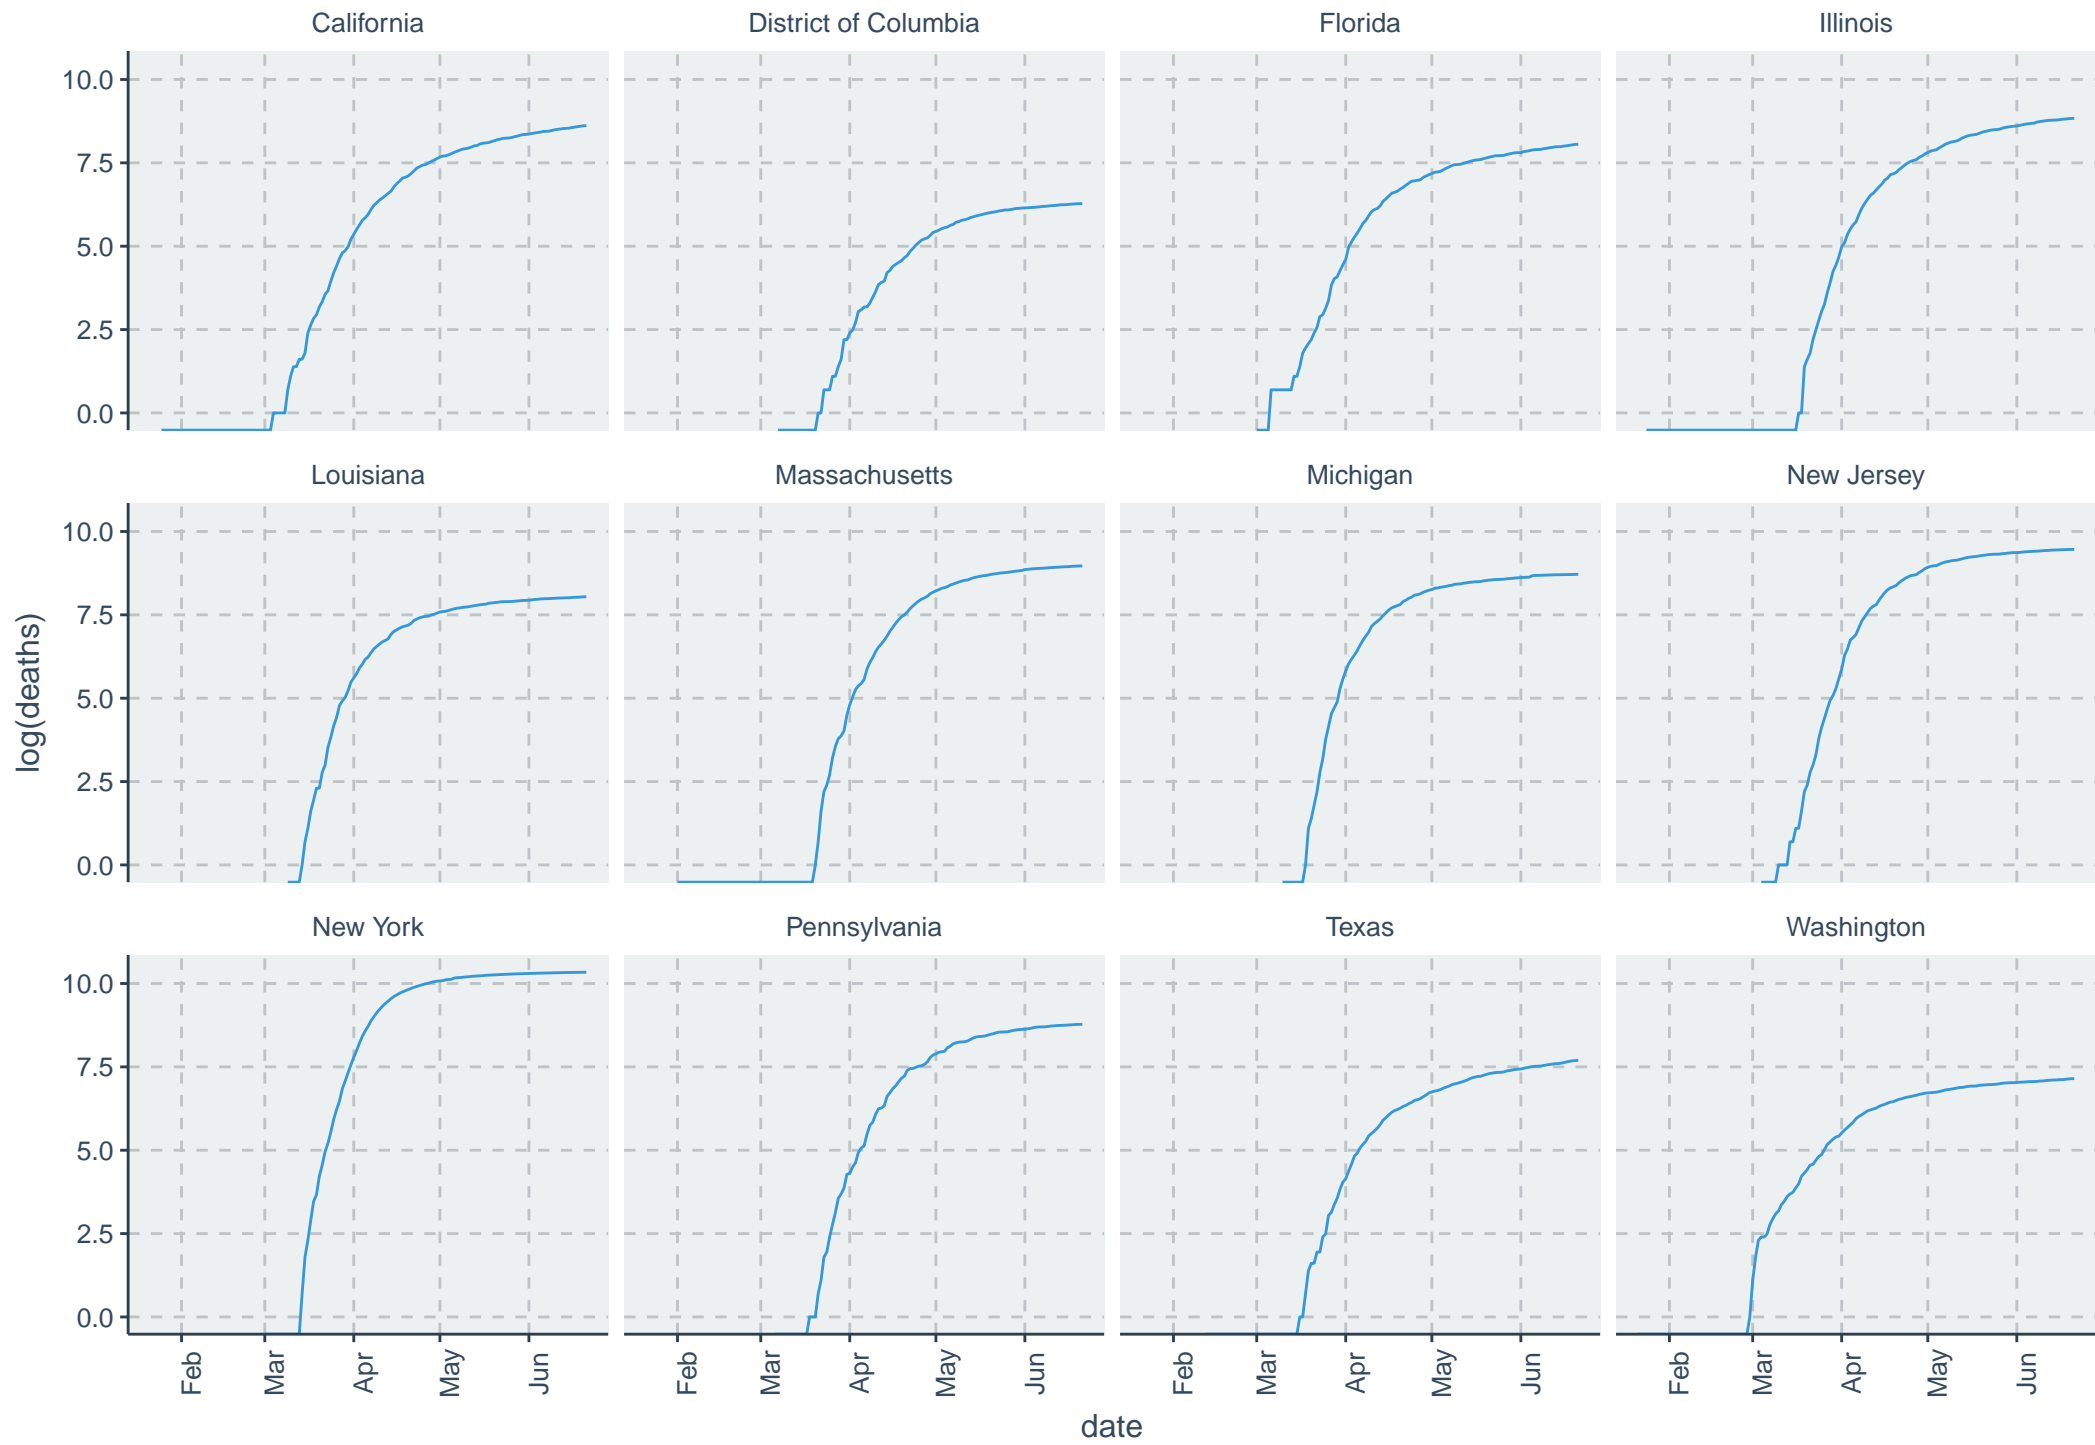 California
District of Columbia
Florida
Illinois
10.0
7.5
5.0
2.5
0.0
Louisiana
Massachusetts
Michigan
New Jersey
10.0
7.5
5.0
2.5
0.0
New York
Pennsylvania
Texas
Washington
10.0
7.5
5.0
2.5
0.0
Feb
Mar
Apr
May
Jun
Feb
Mar
Apr
May
Jun
Feb
Mar
Apr
May
Jun
Feb
Mar
Apr
May
Jun
log(deaths)
date